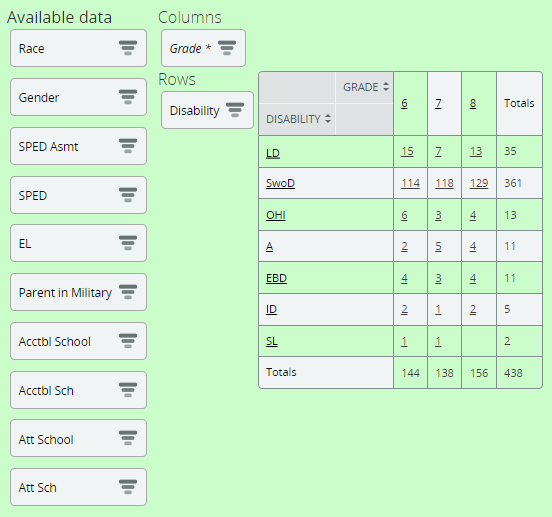 Available data
Race
Gender
SPED Asmt
SPED
EL
Parent in Military
Acctbl School
Acctbl Sch
Att School
Att Sch
Columns
Grade *
Rows
Disability
GRADE 6 7 8 Totals
DISABILITY
LD 15 7 13 35
SwoD 114 118 129 361
OHI 6 3 4 13
A 2 5 4 11
EBD 4 3 4 11
ID 2 1 2 5
SL 1 1 2
Totals 144 138 156 438